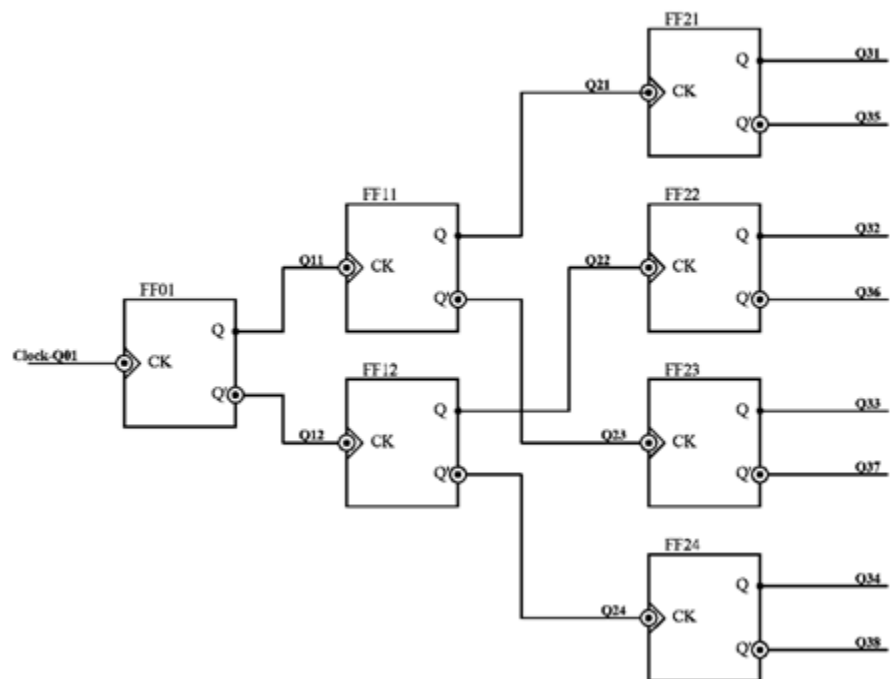 FF21
Q
Q31
Q21
CK
Q'
Q35
FF11
FF22
Q
Q
Q32
Q11
CK
Q22
CK
FF01
Q'
Q'
Q36
Q
Clock-Q01
CK
FF12
FF23
Q'
Q
Q
Q33
Q12
CK
Q23
CK
Q'
Q'
Q37
FF24
Q
Q34
Q24
CK
Q'
Q38